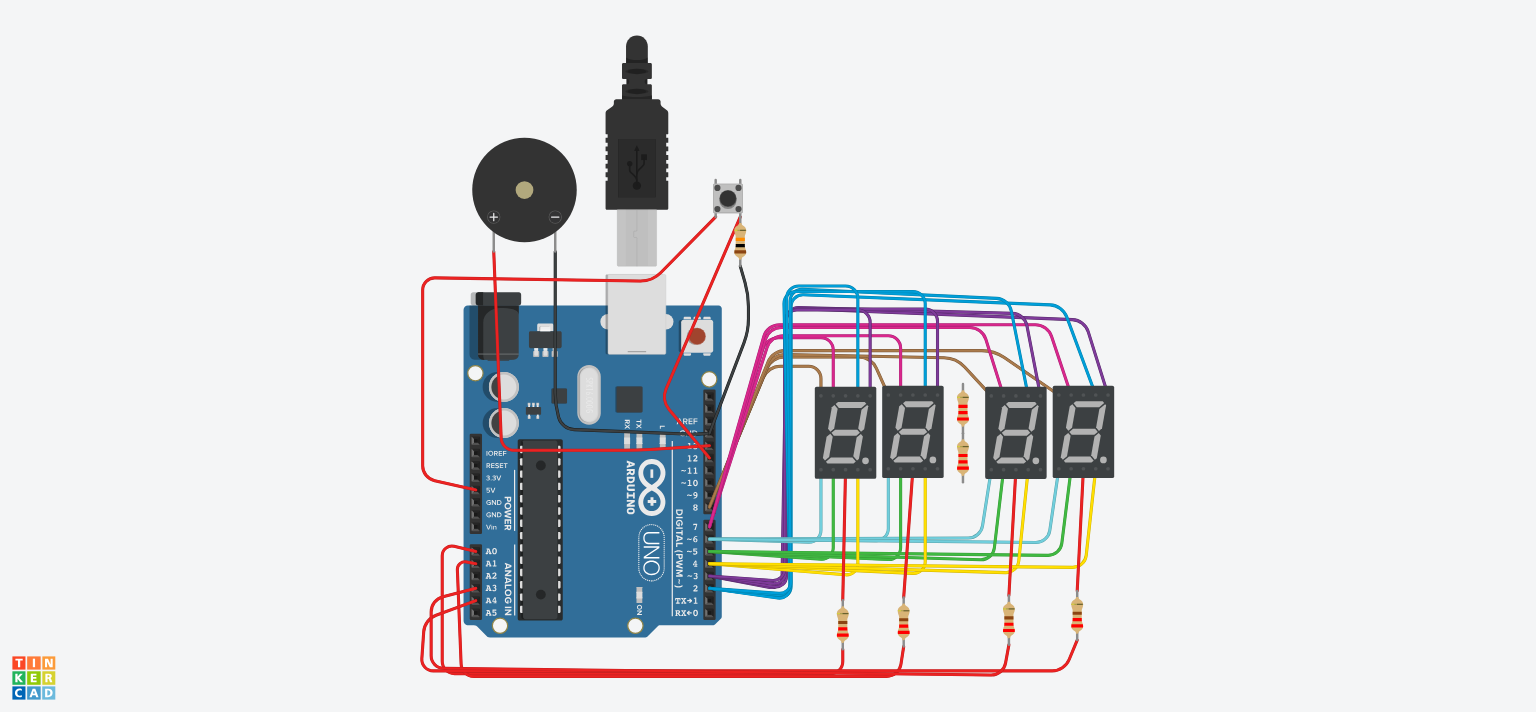 + −
AREF
13
12
~11
~10
~9
8
7
~6
~5
4
~3
2
TX→1
RX←0
DIGITAL (PWM~)
IOREF
RESET
3.3V
5V
GND
GND
Vin
POWER
A0
A1
A2
A3
A4
A5
ANALOG IN
RX
TX
L
ARDUINO
UNO
ON
TIN
KER
CAD